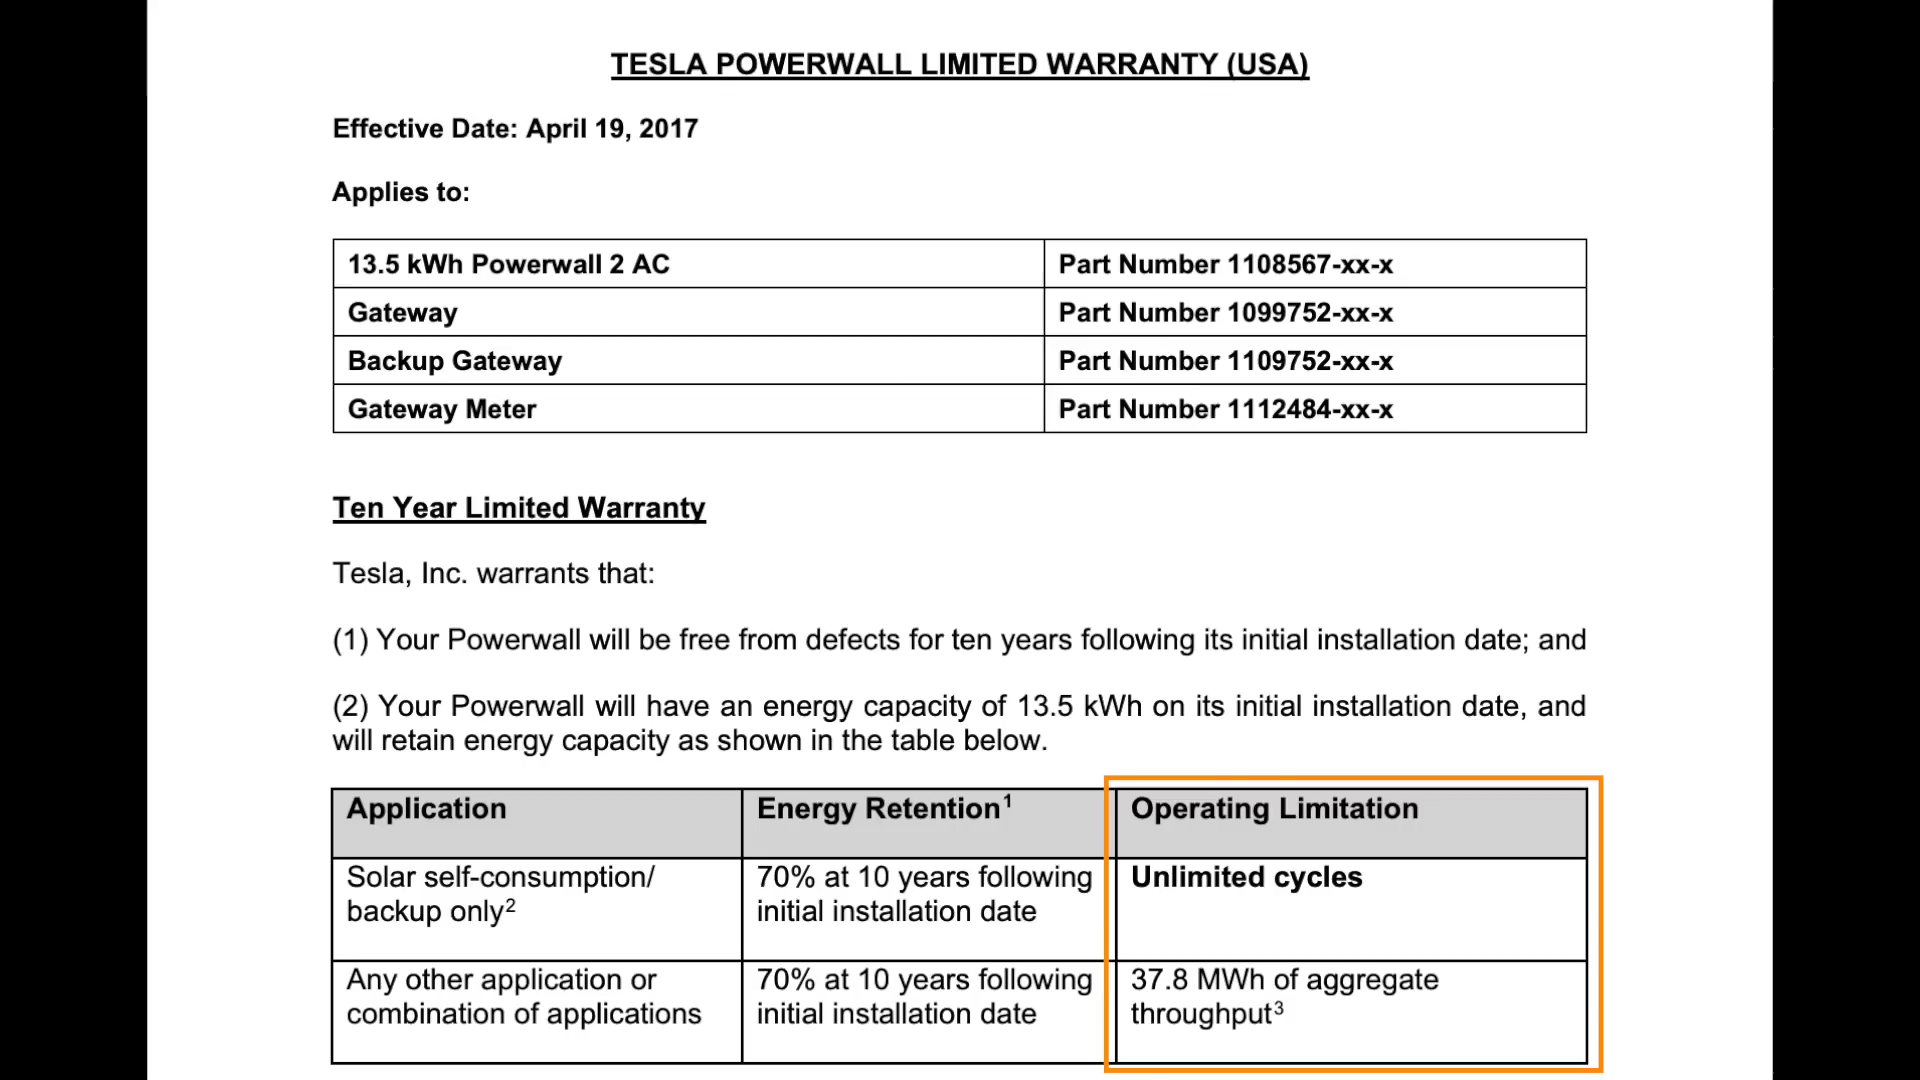 TESLA POWERWALL LIMITED WARRANTY (USA)
Effective Date: April 19, 2017
Applies to:
13.5 kWh Powerwall 2 AC Part Number 1108567-xx-x
Gateway Part Number 1099752-xx-x
Backup Gateway Part Number 1109752-xx-x
Gateway Meter Part Number 1112484-xx-x
Ten Year Limited Warranty
Tesla, Inc. warrants that:
(1) Your Powerwall will be free from defects for ten years following its initial installation date; and
(2) Your Powerwall will have an energy capacity of 13.5 kWh on its initial installation date, and
will retain energy capacity as shown in the table below.
Application Energy Retention¹ Operating Limitation
Solar self-consumption/ 70% at 10 years following Unlimited cycles
backup only² initial installation date
Any other application or 70% at 10 years following 37.8 MWh of aggregate
combination of applications initial installation date throughput³